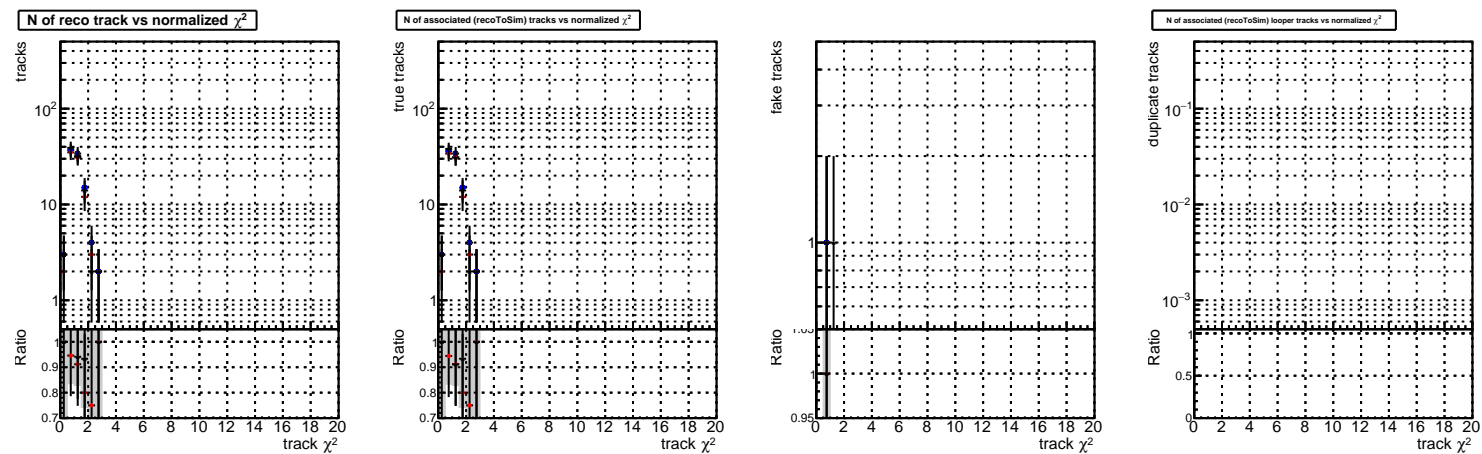 N of reco track vs normalized χ²
tracks
10²
10
1
Ratio
1
0.9
0.8
0.7
0 2 4 6 8 10 12 14 16 18 20
track χ²
N of associated (recoToSim) tracks vs normalized χ²
true tracks
10²
10
1
Ratio
1
0.9
0.8
0.7
0 2 4 6 8 10 12 14 16 18 20
track χ²
fake tracks
1
Ratio
1.05
1
0.95
0 2 4 6 8 10 12 14 16 18 20
track χ²
N of associated (recoToSim) looper tracks vs normalized χ²
duplicate tracks
10⁻¹
10⁻²
10⁻³
Ratio
1
0.5
0
0 2 4 6 8 10 12 14 16 18 20
track χ²